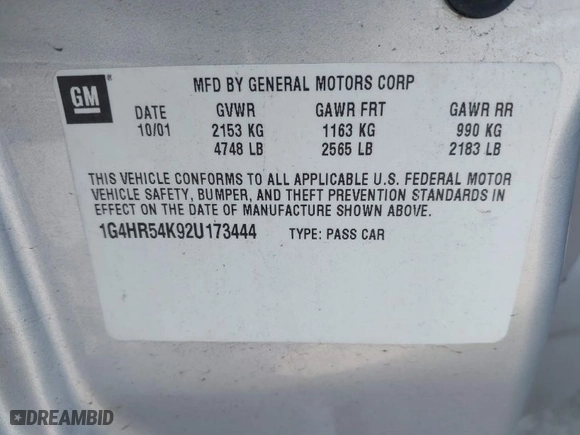 GM
MFD BY GENERAL MOTORS CORP
DATE GVWR GAWR FRT GAWR RR
10/01 2153 KG 1163 KG 990 KG
4748 LB 2565 LB 2183 LB
THIS VEHICLE CONFORMS TO ALL APPLICABLE U.S. FEDERAL MOTOR
VEHICLE SAFETY, BUMPER, AND THEFT PREVENTION STANDARDS IN
EFFECT ON THE DATE OF MANUFACTURE SHOWN ABOVE.
1G4HR54K92U173444 TYPE: PASS CAR
DREAMBID